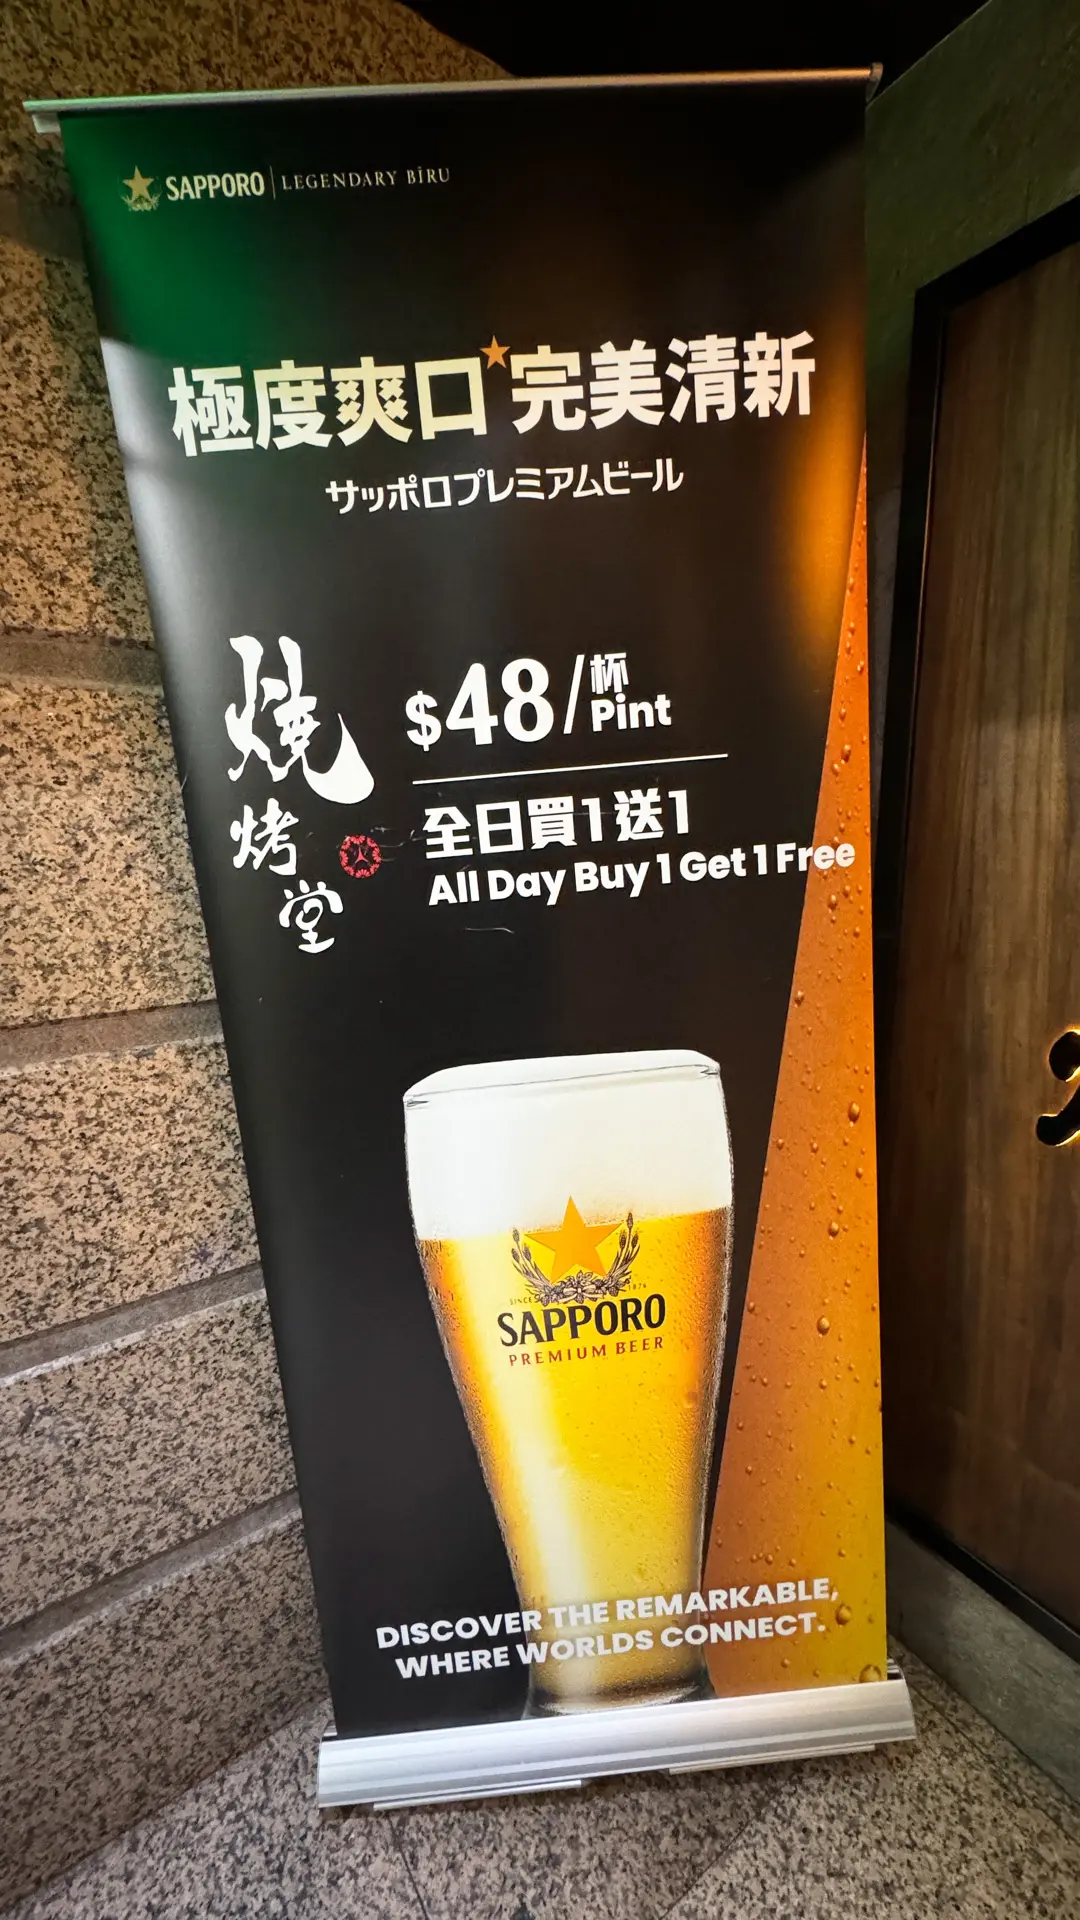 SAPPORO | LEGENDARY BĪRU
極度爽口★完美清新
サッポロプレミアムビール
燒烤堂
$48/杯
Pint
全日買1送1
All Day Buy 1 Get 1 Free
SINCE 1876
SAPPORO
PREMIUM BEER
DISCOVER THE REMARKABLE,
WHERE WORLDS CONNECT.